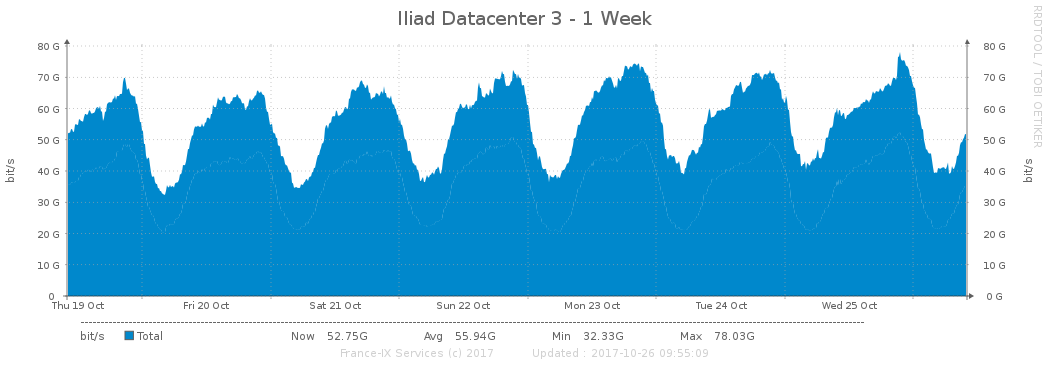 Iliad Datacenter 3 - 1 Week
RRDTOOL / TOBI OETIKER
80 G 80 G
70 G 70 G
60 G 60 G
50 G 50 G
40 G 40 G
30 G 30 G
20 G 20 G
10 G 10 G
0 0 G
bit/s bit/s
Thu 19 Oct Fri 20 Oct Sat 21 Oct Sun 22 Oct Mon 23 Oct Tue 24 Oct Wed 25 Oct
bit/s Total Now 52.75G Avg 55.94G Min 32.33G Max 78.03G
France-IX Services (c) 2017 Updated : 2017-10-26 09:55:09